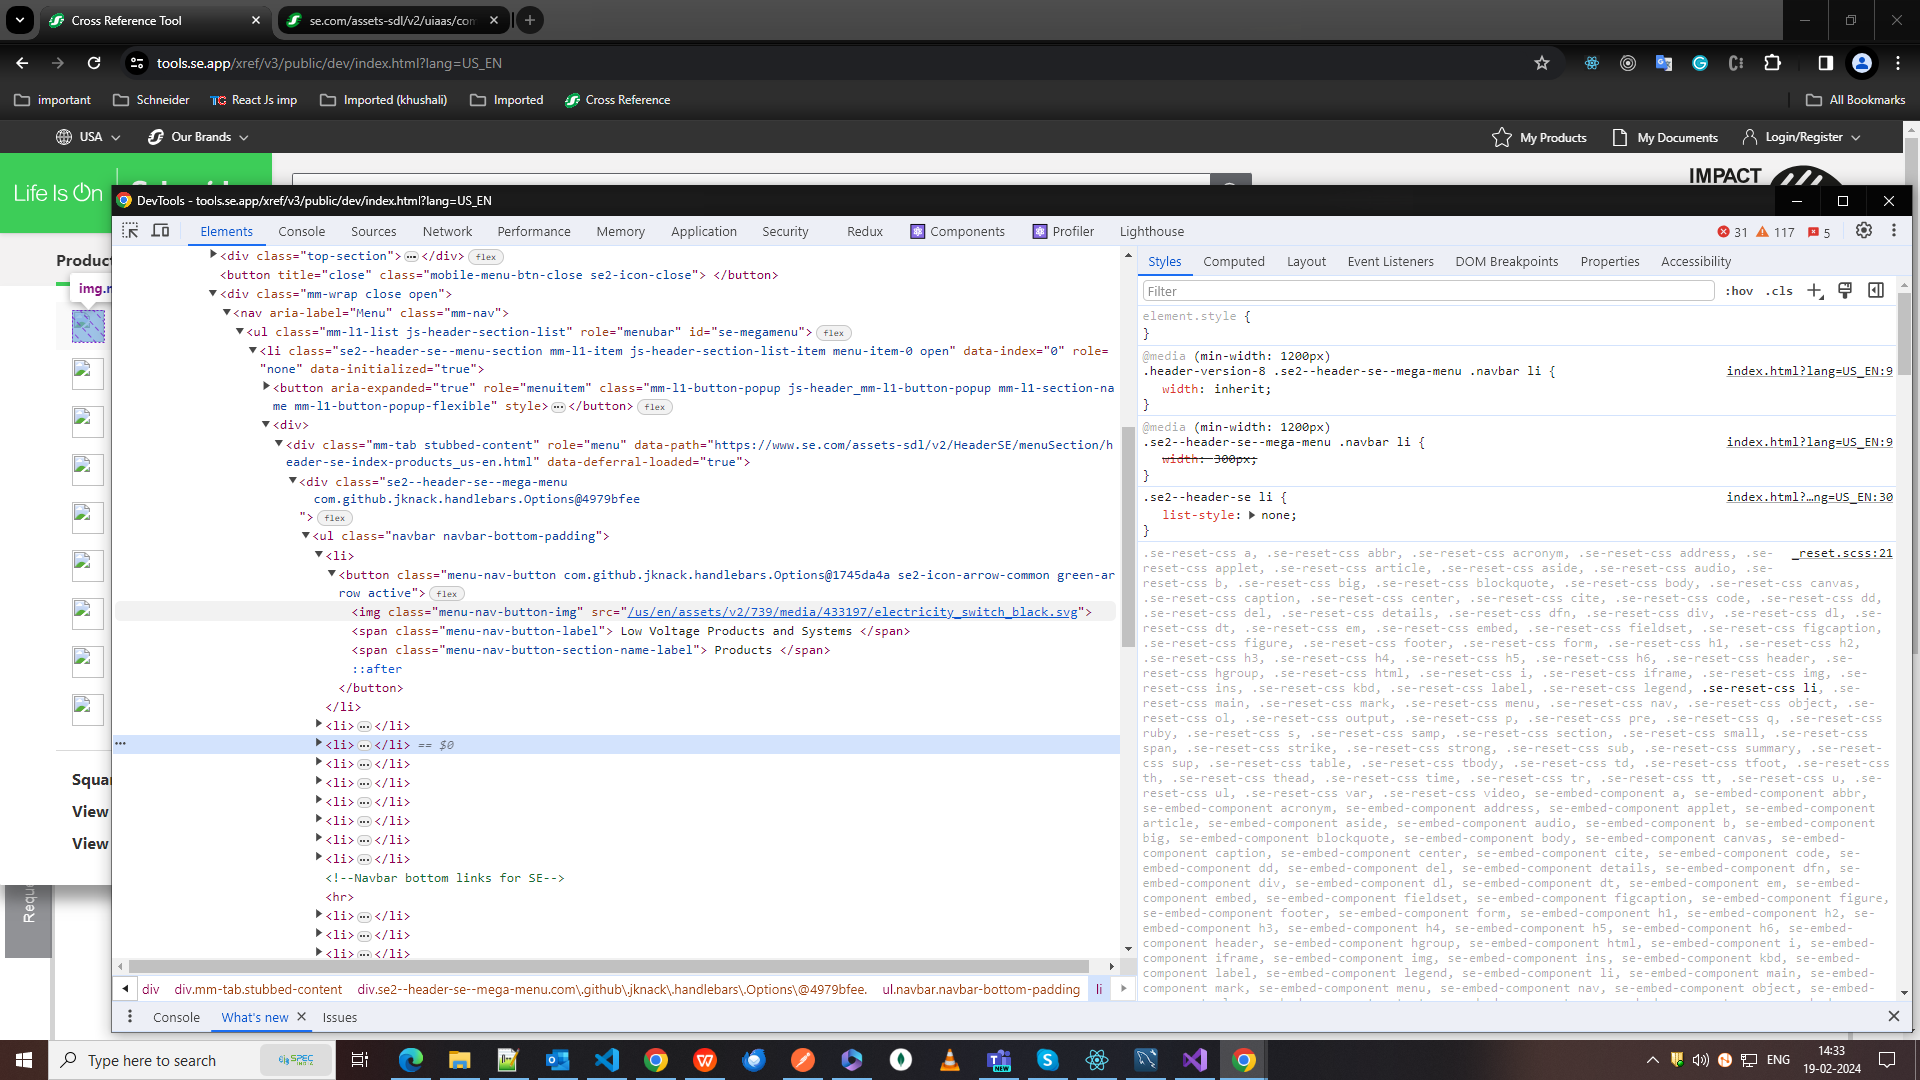 Cross Reference Tool
se.com/assets-sdl/v2/uiaas/com
tools.se.app/xref/v3/public/dev/index.html?lang=US_EN
important
Schneider
React Js imp
Imported (khushali)
Imported
Cross Reference
All Bookmarks
USA
Our Brands
My Products
My Documents
Login/Register
Life Is On
IMPACT
Product
img.n
Squar
View
View
Reque
DevTools - tools.se.app/xref/v3/public/dev/index.html?lang=US_EN
Elements Console Sources Network Performance Memory Application Security Redux Components Profiler Lighthouse
31 117 5
<div class="top-section">…</div> flex
<button title="close" class="mobile-menu-btn-close se2-icon-close"> </button>
<div class="mm-wrap close open">
<nav aria-label="Menu" class="mm-nav">
<ul class="mm-l1-list js-header-section-list" role="menubar" id="se-megamenu"> flex
<li class="se2--header-se--menu-section mm-l1-item js-header-section-list-item menu-item-0 open" data-index="0" role=
"none" data-initialized="true">
<button aria-expanded="true" role="menuitem" class="mm-l1-button-popup js-header_mm-l1-button-popup mm-l1-section-na
me mm-l1-button-popup-flexible" style>…</button> flex
<div>
<div class="mm-tab stubbed-content" role="menu" data-path="https://www.se.com/assets-sdl/v2/HeaderSE/menuSection/h
eader-se-index-products_us-en.html" data-deferral-loaded="true">
<div class="se2--header-se--mega-menu
com.github.jknack.handlebars.Options@4979bfee
"> flex
<ul class="navbar navbar-bottom-padding">
<li>
<button class="menu-nav-button com.github.jknack.handlebars.Options@1745da4a se2-icon-arrow-common green-ar
row active"> flex
<img class="menu-nav-button-img" src="/us/en/assets/v2/739/media/433197/electricity_switch_black.svg">
<span class="menu-nav-button-label"> Low Voltage Products and Systems </span>
<span class="menu-nav-button-section-name-label"> Products </span>
::after
</button>
</li>
<li>…</li>
<li>…</li> == $0
<li>…</li>
<li>…</li>
<li>…</li>
<li>…</li>
<li>…</li>
<li>…</li>
<!--Navbar bottom links for SE-->
<hr>
<li>…</li>
<li>…</li>
<li>…</li>
div div.mm-tab.stubbed-content div.se2--header-se--mega-menu.com\.github\.jknack\.handlebars\.Options\@4979bfee. ul.navbar.navbar-bottom-padding li
Styles Computed Layout Event Listeners DOM Breakpoints Properties Accessibility
Filter
:hov .cls
element.style {
}
@media (min-width: 1200px)
.header-version-8 .se2--header-se--mega-menu .navbar li { index.html?lang=US_EN:9
width: inherit;
}
@media (min-width: 1200px)
.se2--header-se--mega-menu .navbar li { index.html?lang=US_EN:9
width: 300px;
}
.se2--header-se li { index.html?…ng=US_EN:30
list-style: none;
}
.se-reset-css a, .se-reset-css abbr, .se-reset-css acronym, .se-reset-css address, .se- _reset.scss:21
reset-css applet, .se-reset-css article, .se-reset-css aside, .se-reset-css audio, .se-
reset-css b, .se-reset-css big, .se-reset-css blockquote, .se-reset-css body, .se-reset-css canvas,
.se-reset-css caption, .se-reset-css center, .se-reset-css cite, .se-reset-css code, .se-reset-css dd,
.se-reset-css del, .se-reset-css details, .se-reset-css dfn, .se-reset-css div, .se-reset-css dl, .se-
reset-css dt, .se-reset-css em, .se-reset-css embed, .se-reset-css fieldset, .se-reset-css figcaption,
.se-reset-css figure, .se-reset-css footer, .se-reset-css form, .se-reset-css h1, .se-reset-css h2,
.se-reset-css h3, .se-reset-css h4, .se-reset-css h5, .se-reset-css h6, .se-reset-css header, .se-
reset-css hgroup, .se-reset-css html, .se-reset-css i, .se-reset-css iframe, .se-reset-css img, .se-
reset-css ins, .se-reset-css kbd, .se-reset-css label, .se-reset-css legend, .se-reset-css li, .se-
reset-css main, .se-reset-css mark, .se-reset-css menu, .se-reset-css nav, .se-reset-css object, .se-
reset-css ol, .se-reset-css output, .se-reset-css p, .se-reset-css pre, .se-reset-css q, .se-reset-css
ruby, .se-reset-css s, .se-reset-css samp, .se-reset-css section, .se-reset-css small, .se-reset-css
span, .se-reset-css strike, .se-reset-css strong, .se-reset-css sub, .se-reset-css summary, .se-reset-
css sup, .se-reset-css table, .se-reset-css tbody, .se-reset-css td, .se-reset-css tfoot, .se-reset-css
th, .se-reset-css thead, .se-reset-css time, .se-reset-css tr, .se-reset-css tt, .se-reset-css u, .se-
reset-css ul, .se-reset-css var, .se-reset-css video, se-embed-component a, se-embed-component abbr,
se-embed-component acronym, se-embed-component address, se-embed-component applet, se-embed-component
article, se-embed-component aside, se-embed-component audio, se-embed-component b, se-embed-component
big, se-embed-component blockquote, se-embed-component body, se-embed-component canvas, se-embed-
component caption, se-embed-component center, se-embed-component cite, se-embed-component code, se-
embed-component dd, se-embed-component del, se-embed-component details, se-embed-component dfn, se-
embed-component div, se-embed-component dl, se-embed-component dt, se-embed-component em, se-embed-
component embed, se-embed-component fieldset, se-embed-component figcaption, se-embed-component figure,
se-embed-component footer, se-embed-component form, se-embed-component h1, se-embed-component h2, se-
embed-component h3, se-embed-component h4, se-embed-component h5, se-embed-component h6, se-embed-
component header, se-embed-component hgroup, se-embed-component html, se-embed-component i, se-embed-
component iframe, se-embed-component img, se-embed-component ins, se-embed-component kbd, se-embed-
component label, se-embed-component legend, se-embed-component li, se-embed-component main, se-embed-
component mark, se-embed-component menu, se-embed-component nav, se-embed-component object, se-embed-
Console What's new Issues
Type here to search
SPEC
NEW
ENG
14:33
19-02-2024